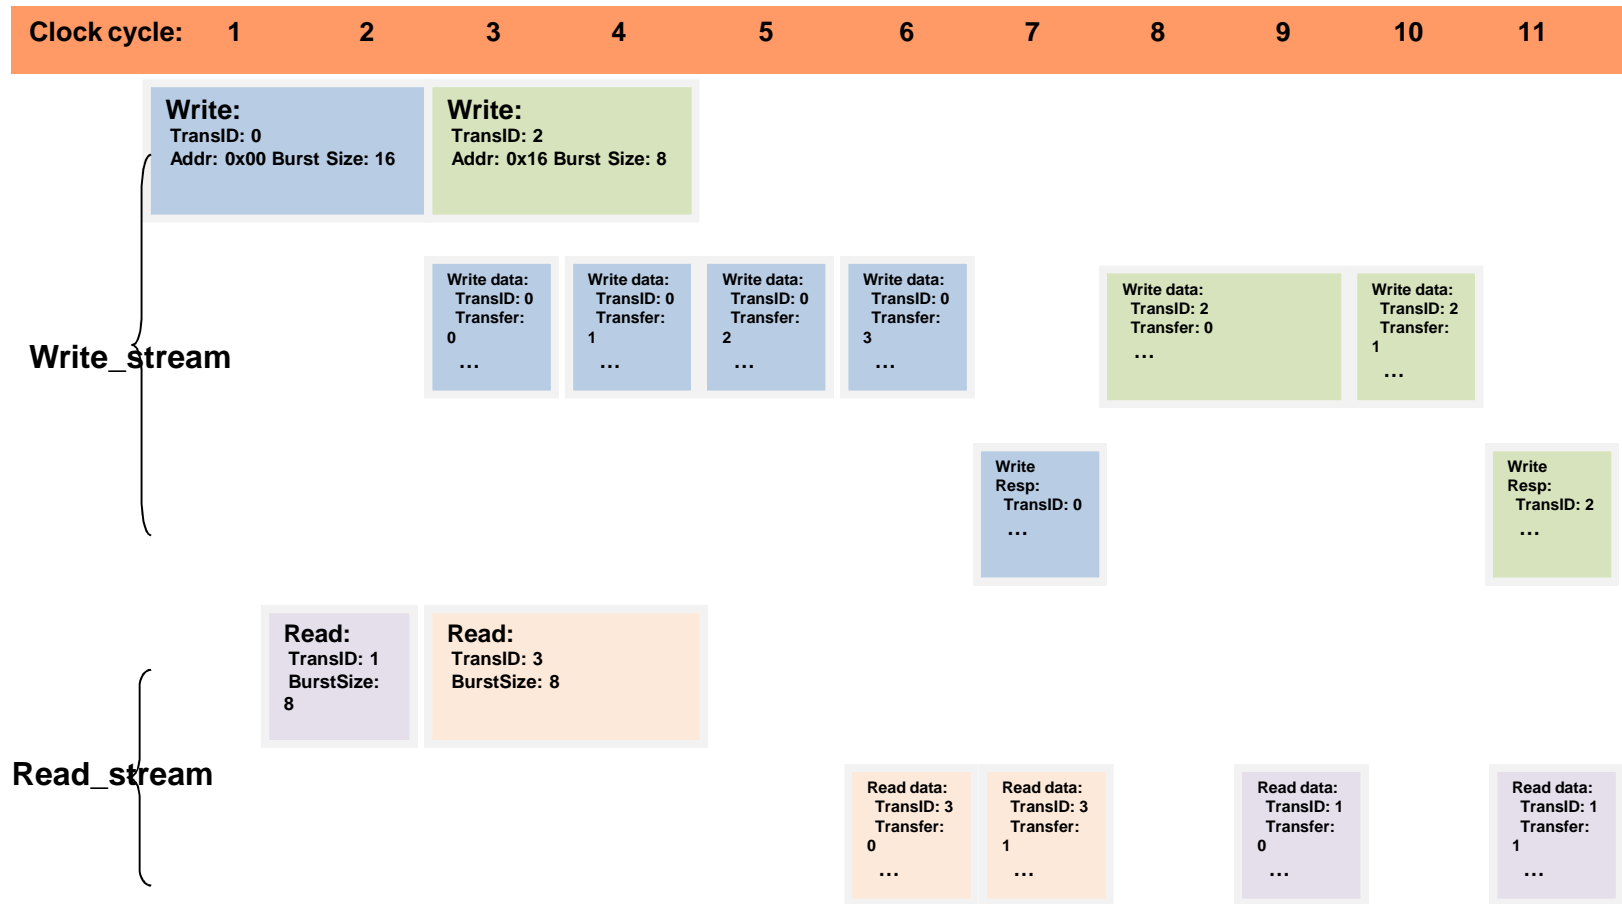 Clock cycle: 1 2 3 4 5 6 7 8 9 10 11
Write:
TransID: 0
Addr: 0x00 Burst Size: 16
Write:
TransID: 2
Addr: 0x16 Burst Size: 8
Write data:
TransID: 0
Transfer:
0
...
Write data:
TransID: 0
Transfer:
1
...
Write data:
TransID: 0
Transfer:
2
...
Write data:
TransID: 0
Transfer:
3
...
Write data:
TransID: 2
Transfer: 0
...
Write data:
TransID: 2
Transfer:
1
...
Write_stream
Write
Resp:
TransID: 0
...
Write
Resp:
TransID: 2
...
Read:
TransID: 1
BurstSize:
8
Read:
TransID: 3
BurstSize: 8
Read_stream
Read data:
TransID: 3
Transfer:
0
...
Read data:
TransID: 3
Transfer:
1
...
Read data:
TransID: 1
Transfer:
0
...
Read data:
TransID: 1
Transfer:
1
...